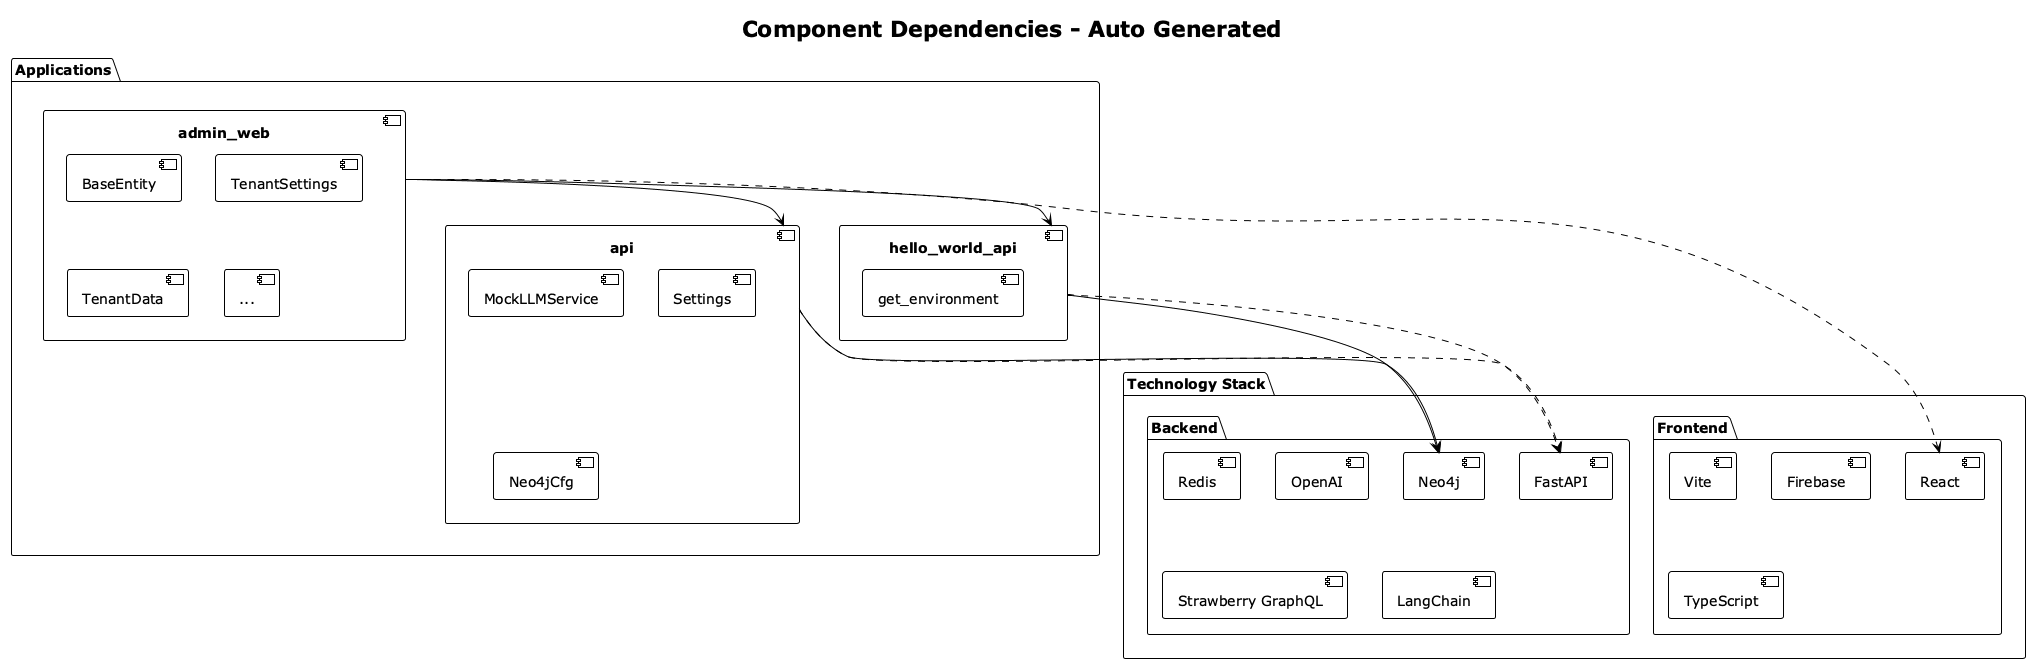 Component Dependencies - Auto Generated
Applications
admin_web
BaseEntity
TenantSettings
TenantData
...
api
MockLLMService
Settings
Neo4jCfg
hello_world_api
get_environment
Technology Stack
Backend
Redis
OpenAI
Neo4j
FastAPI
Strawberry GraphQL
LangChain
Frontend
Vite
Firebase
React
TypeScript